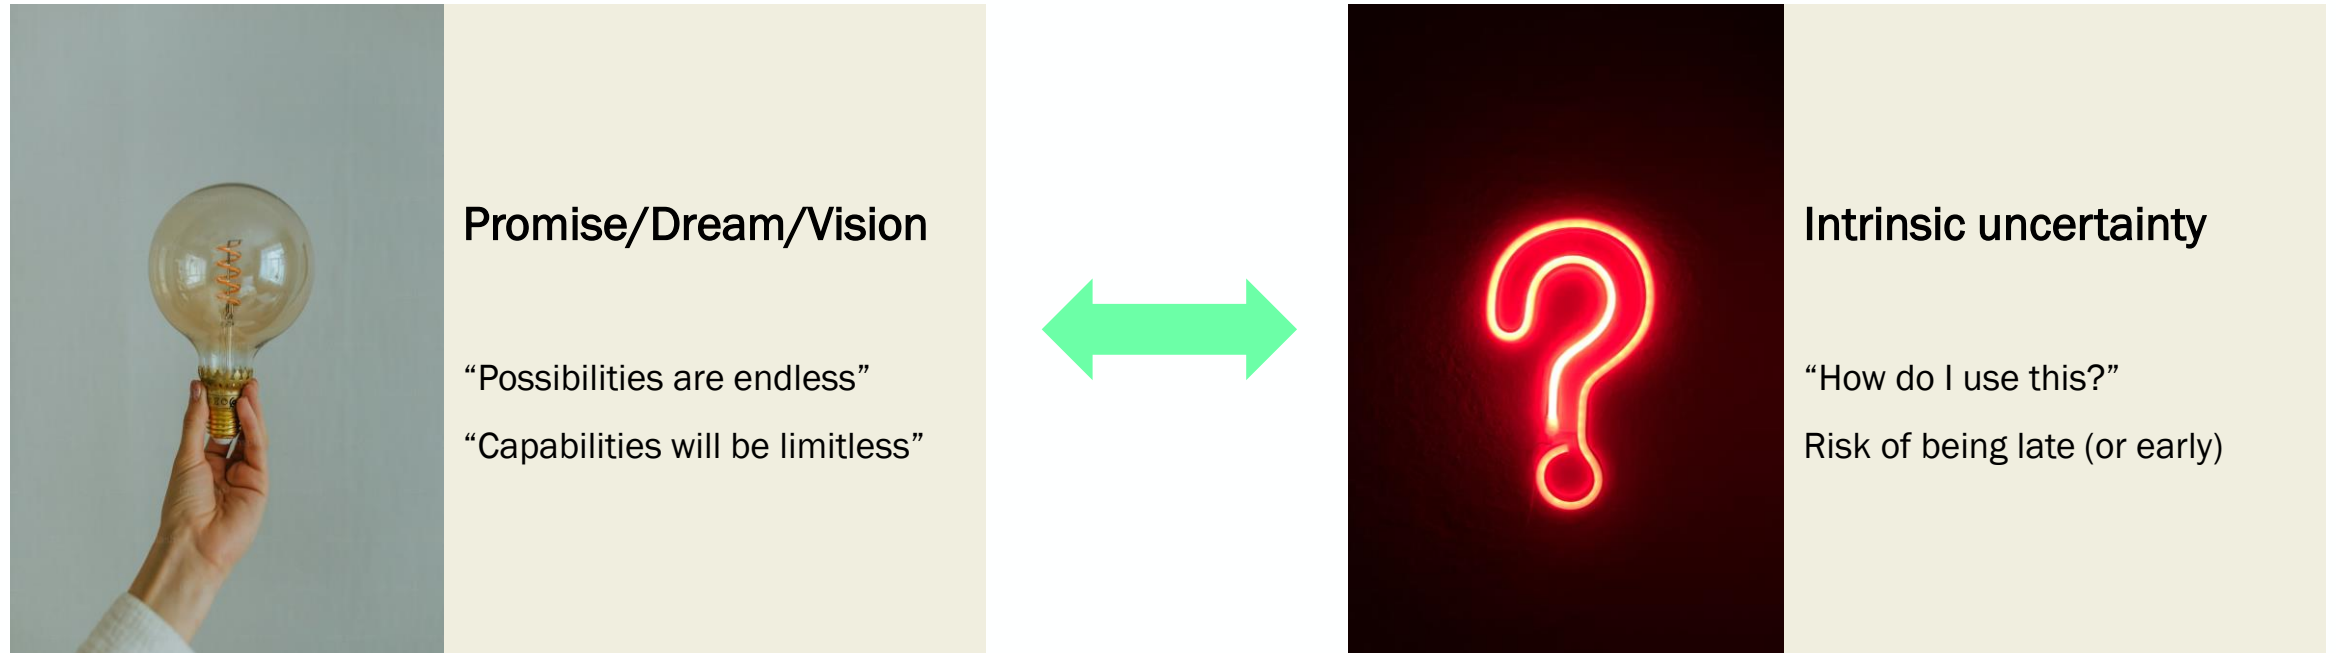 Promise/Dream/Vision
“Possibilities are endless”
“Capabilities will be limitless”
Intrinsic uncertainty
“How do I use this?”
Risk of being late (or early)